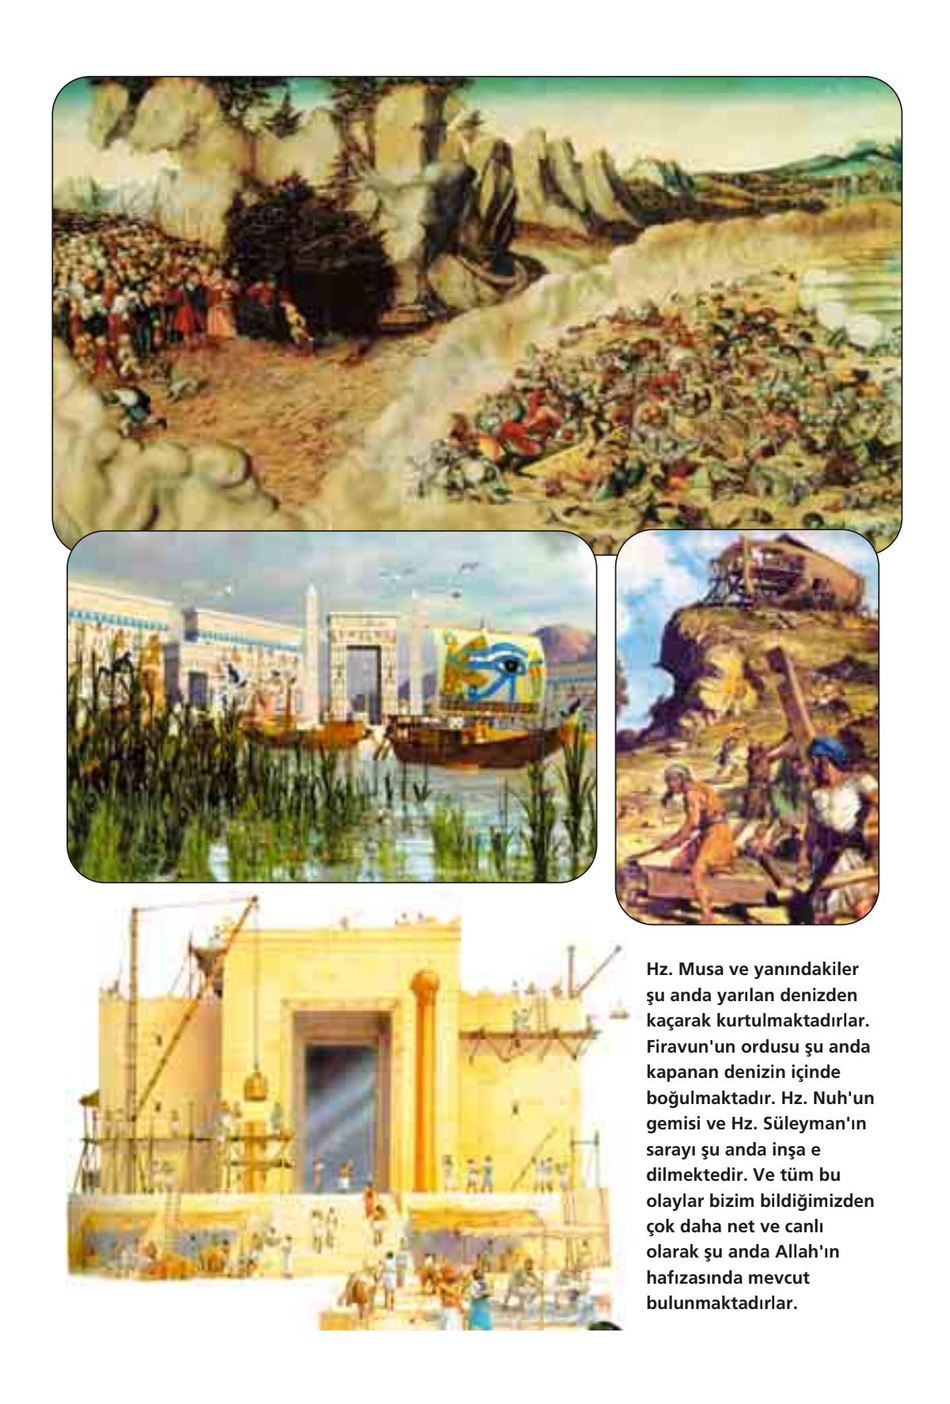 Hz. Musa ve yanındakiler
şu anda yarılan denizden
kaçarak kurtulmaktadırlar.
Firavun'un ordusu şu anda
kapanan denizin içinde
boğulmaktadır. Hz. Nuh'un
gemisi ve Hz. Süleyman'ın
sarayı şu anda inşa e
dilmektedir. Ve tüm bu
olaylar bizim bildiğimizden
çok daha net ve canlı
olarak şu anda Allah'ın
hafızasında mevcut
bulunmaktadırlar.